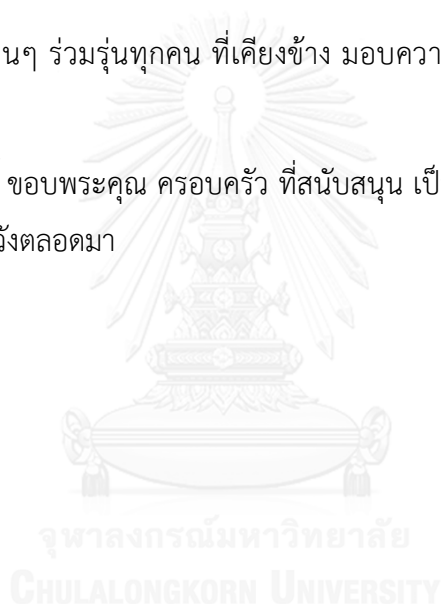 นๆ ร่วมรุ่นทุกคน ที่เคียงข้าง มอบควา
ขอบพระคุณ ครอบครัว ที่สนับสนุน เป็
วังตลอดมา
จุฬาลงกรณ์มหาวิทยาลัย
CHULALONGKORN UNIVERSITY